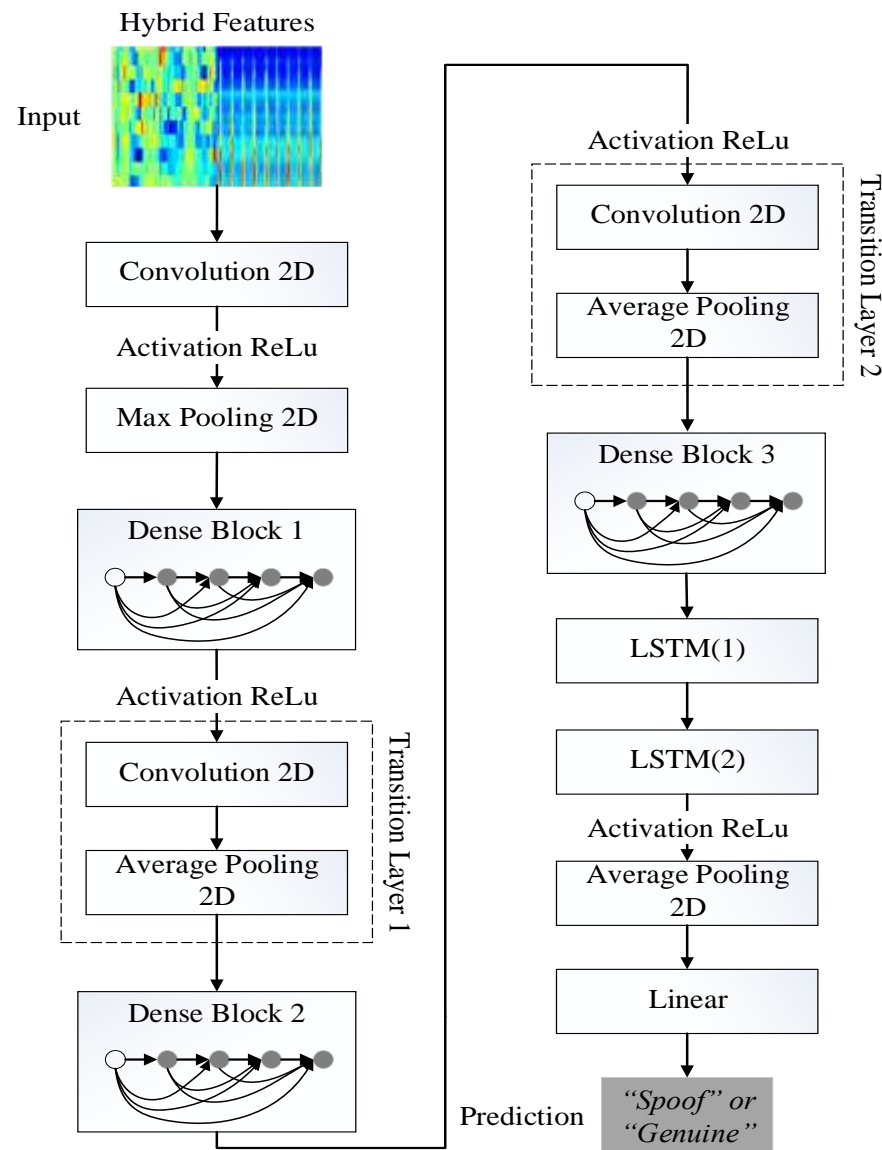 Hybrid Features
Input
Convolution 2D
Activation ReLu
Max Pooling 2D
Dense Block 1
Activation ReLu
Convolution 2D
Average Pooling
2D
Transition Layer 1
Dense Block 2
Activation ReLu
Convolution 2D
Average Pooling
2D
Transition Layer 2
Dense Block 3
LSTM(1)
LSTM(2)
Activation ReLu
Average Pooling
2D
Linear
Prediction
“Spoof” or
“Genuine”